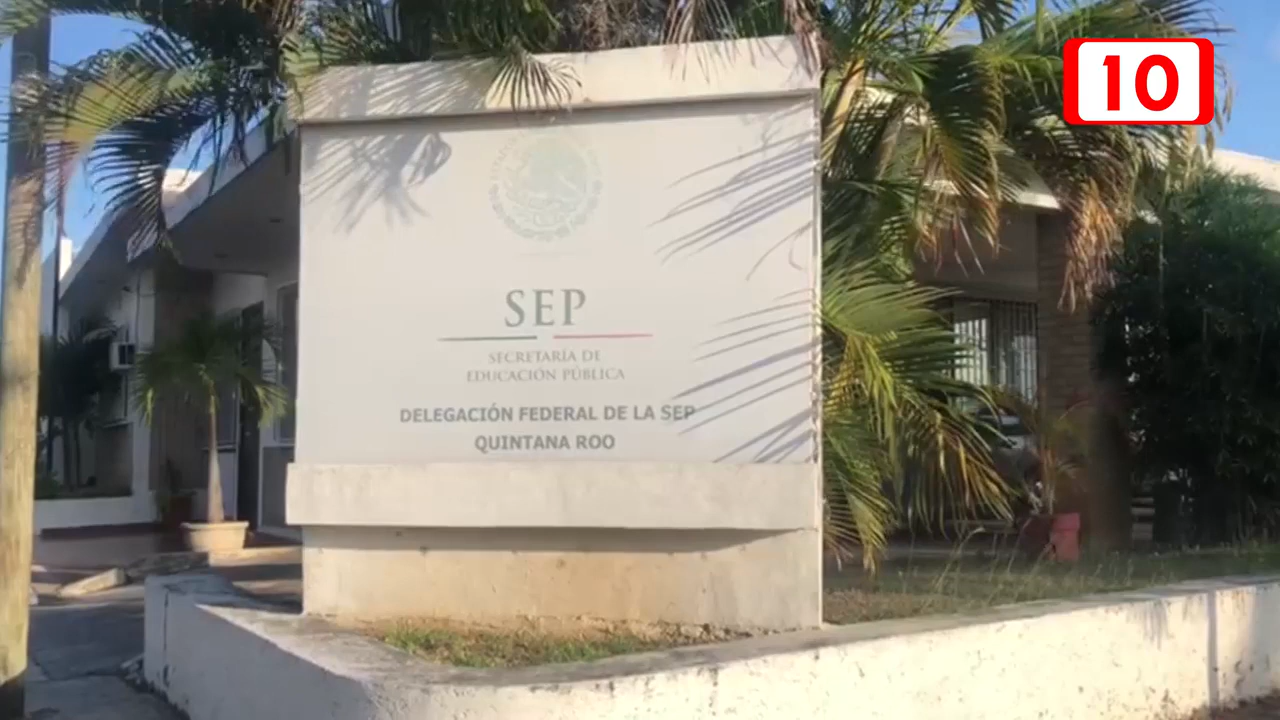 10
SEP
SECRETARÍA DE
EDUCACIÓN PÚBLICA
DELEGACIÓN FEDERAL DE LA SEP
QUINTANA ROO